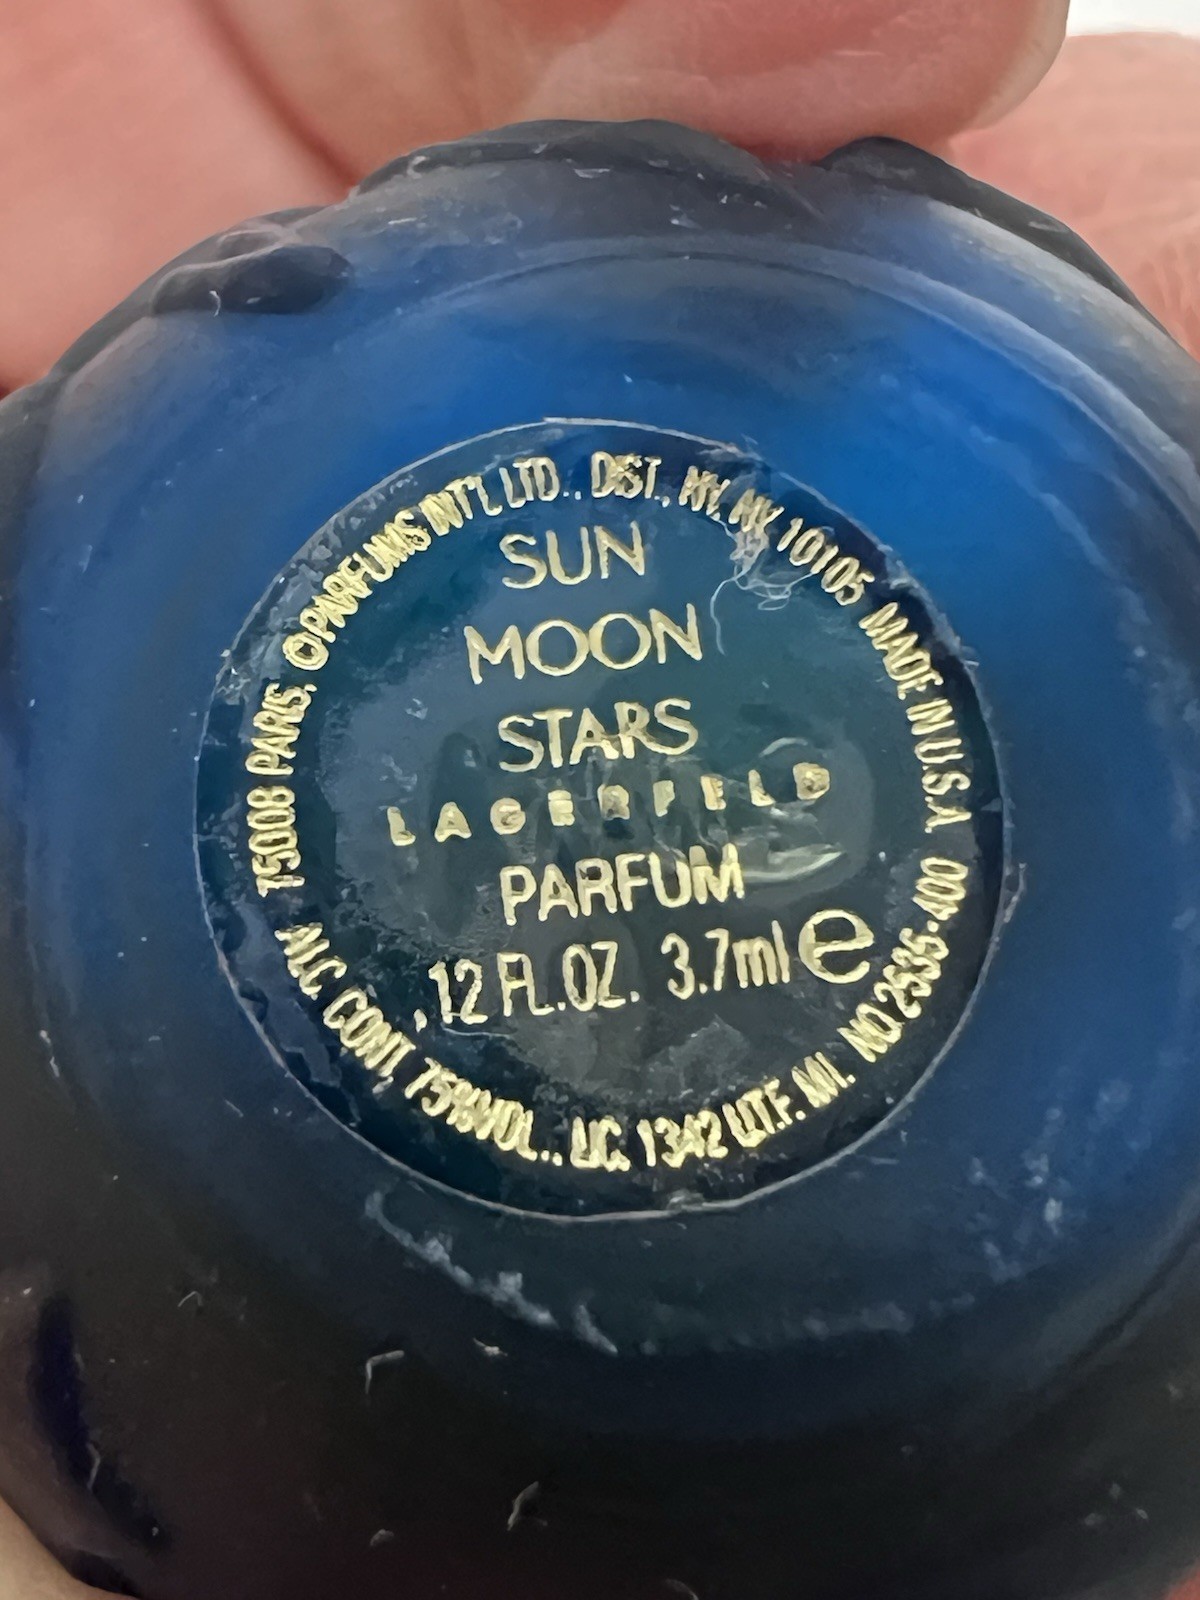 ©PARFUMS INT'L LTD., DIST., NY. NY. 10105 MADE IN U.S.A. 00 NO 2535-400
SUN
MOON
STARS
LAGERFELD
PARFUM
.12 FL.OZ. 3.7ml e
75008 PARIS,
ALC. CONT, 75%VOL.. LIC. 1342 U.T.F. MI.